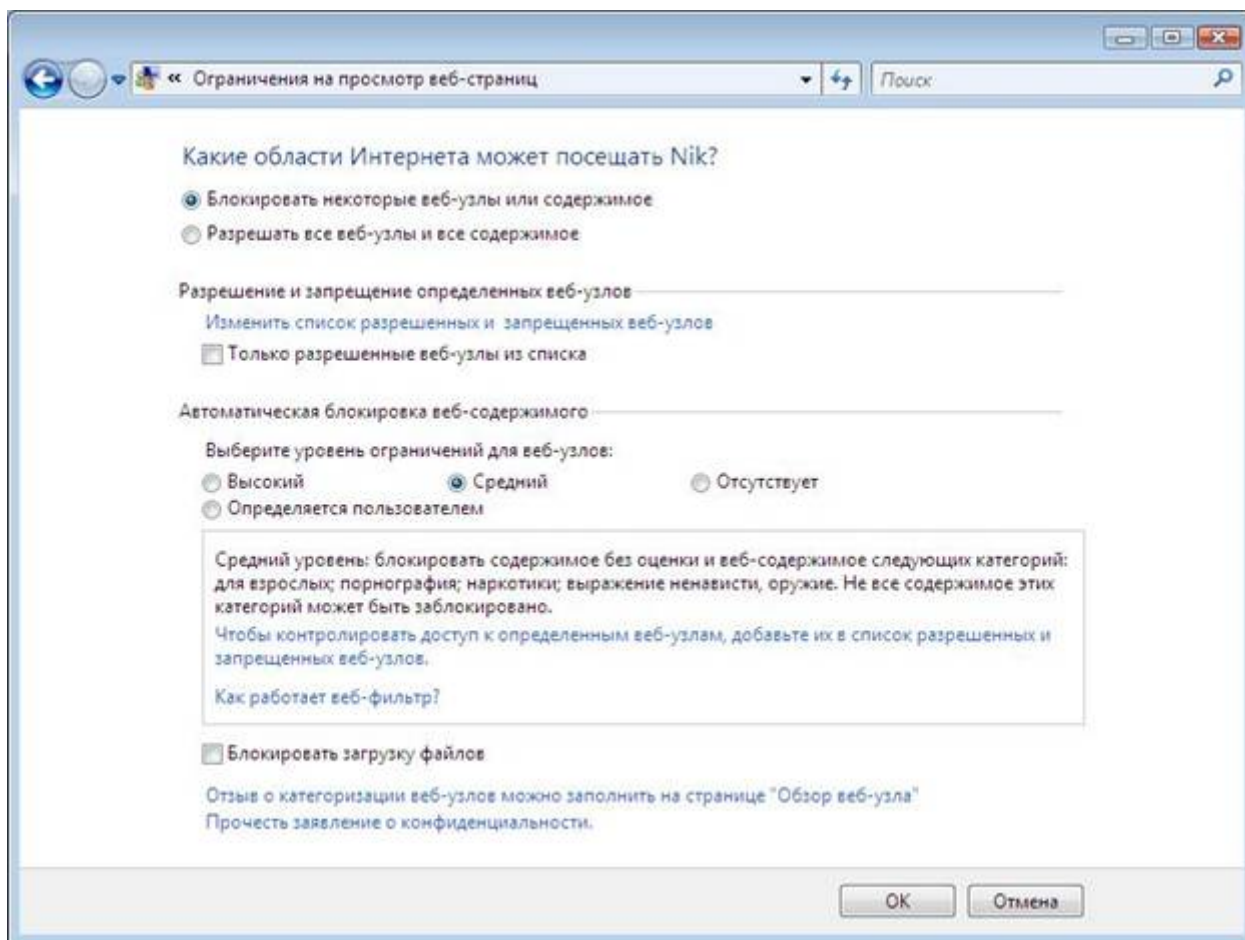 « Ограничения на просмотр веб-страниц
Поиск
Какие области Интернета может посещать Nik?
Блокировать некоторые веб-узлы или содержимое
Разрешать все веб-узлы и все содержимое
Разрешение и запрещение определенных веб-узлов
Изменить список разрешенных и запрещенных веб-узлов
Только разрешенные веб-узлы из списка
Автоматическая блокировка веб-содержимого
Выберите уровень ограничений для веб-узлов:
Высокий Средний Отсутствует
Определяется пользователем
Средний уровень: блокировать содержимое без оценки и веб-содержимое следующих категорий:
для взрослых; порнография; наркотики; выражение ненависти, оружие. Не все содержимое этих
категорий может быть заблокировано.
Чтобы контролировать доступ к определенным веб-узлам, добавьте их в список разрешенных и
запрещенных веб-узлов.
Как работает веб-фильтр?
Блокировать загрузку файлов
Отзыв о категоризации веб-узлов можно заполнить на странице "Обзор веб-узла"
Прочесть заявление о конфиденциальности.
OK Отмена